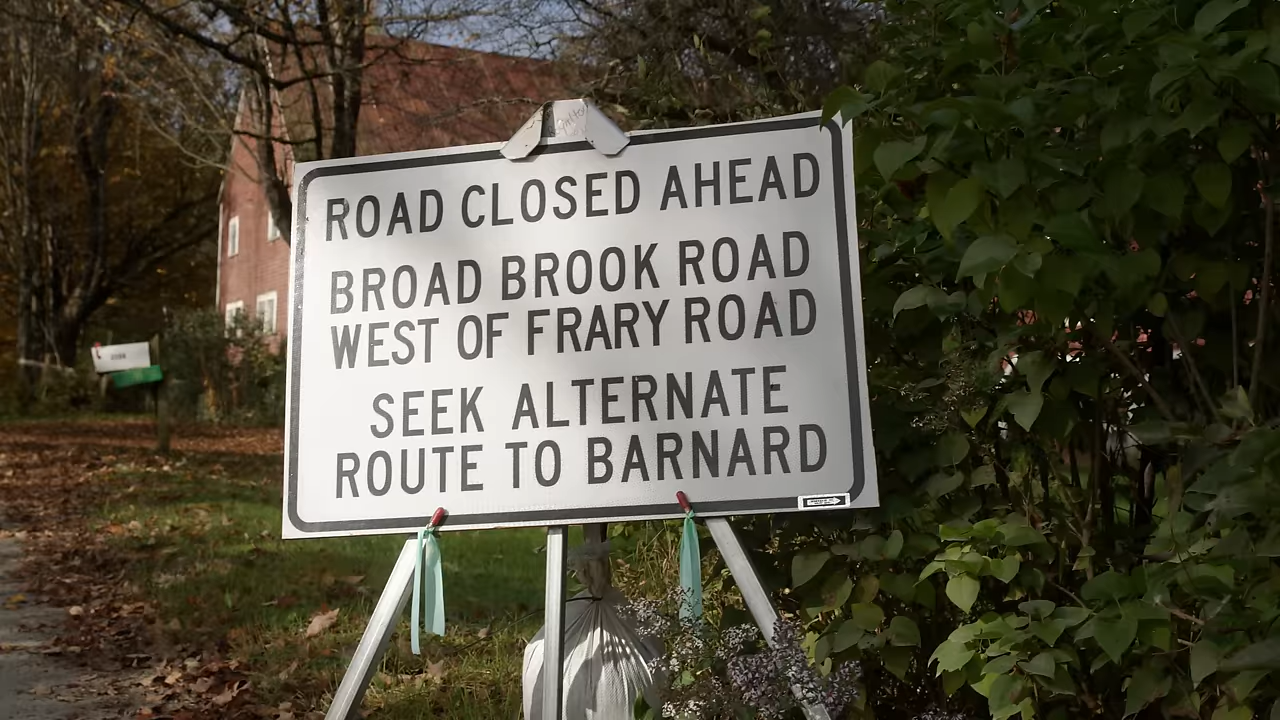 ROAD CLOSED AHEAD
BROAD BROOK ROAD
WEST OF FRARY ROAD
SEEK ALTERNATE
ROUTE TO BARNARD